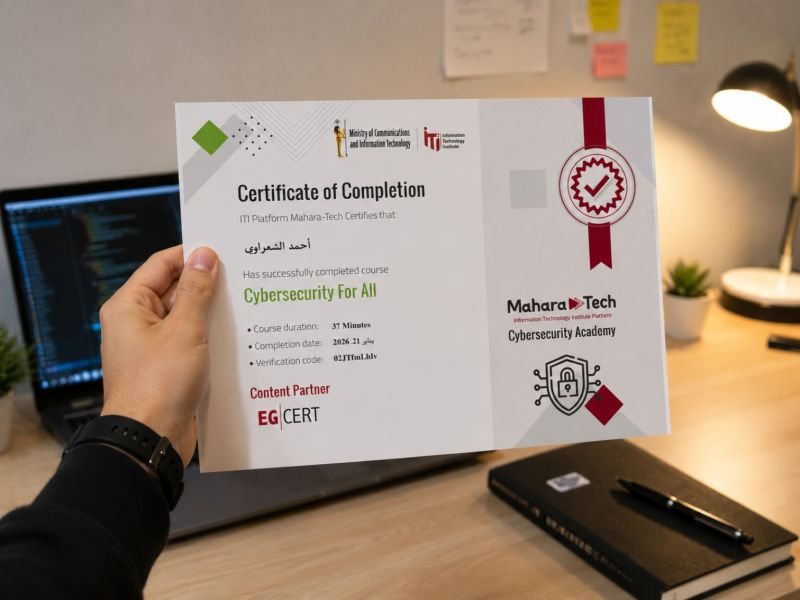 Ministry of Communications
and Information Technology
iTi
Information
Technology
Institute
Certificate of Completion
ITI Platform Mahara-Tech Certifies that
أحمد الشعراوي
Has successfully completed course
Cybersecurity For All
• Course duration: 37 Minutes
• Completion date: يناير 21, 2026
• Verification code:
Content Partner
EG|CERT
Mahara Tech
Information Technology Institute Platform
Cybersecurity Academy